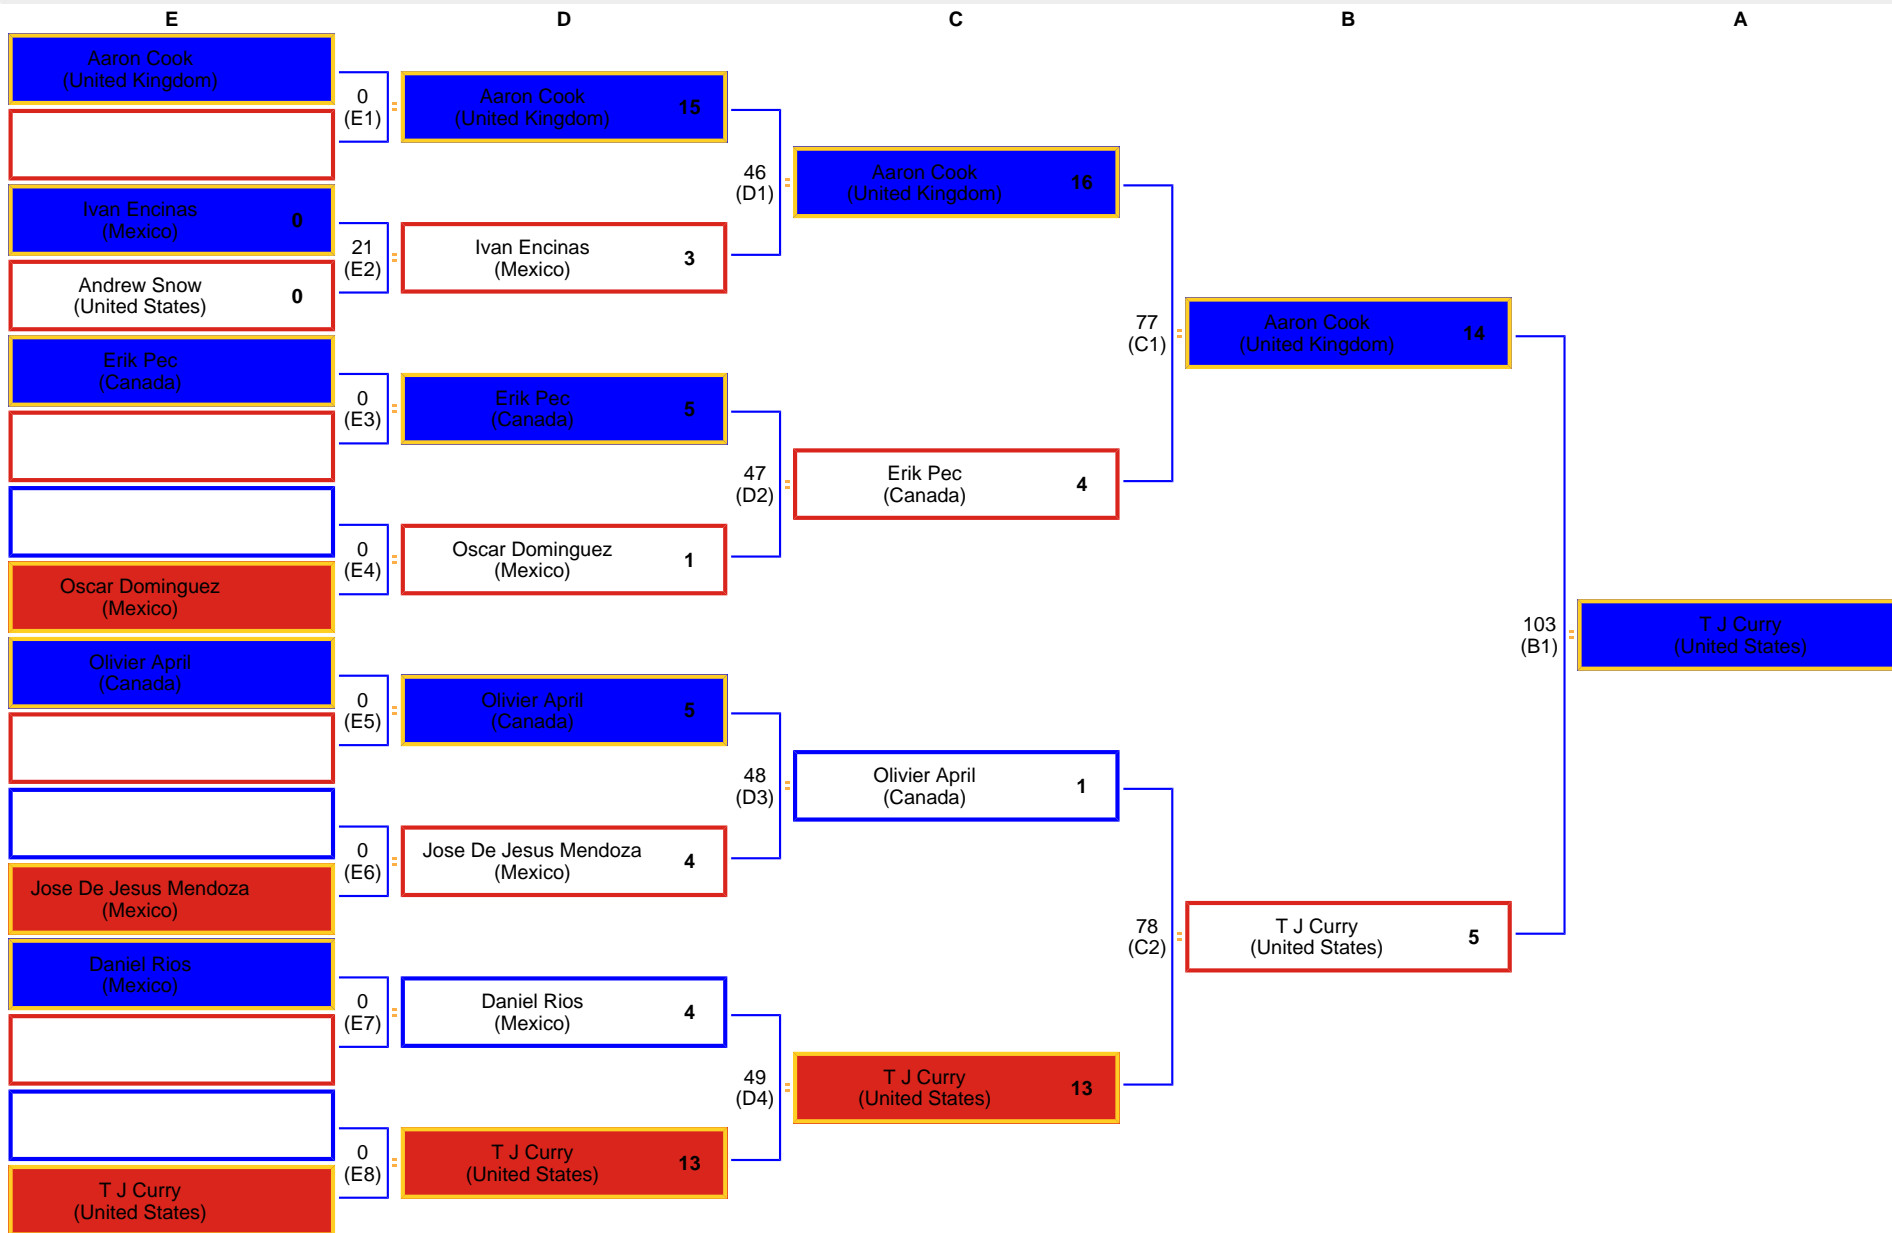 E
D
C
B
A
Aaron Cook
(United Kingdom)
Ivan Encinas
(Mexico)
0
Andrew Snow
(United States)
0
Erik Pec
(Canada)
Oscar Dominguez
(Mexico)
Olivier April
(Canada)
Jose De Jesus Mendoza
(Mexico)
Daniel Rios
(Mexico)
T J Curry
(United States)
0
(E1)
21
(E2)
0
(E3)
0
(E4)
0
(E5)
0
(E6)
0
(E7)
0
(E8)
Aaron Cook
(United Kingdom)
15
Ivan Encinas
(Mexico)
3
Erik Pec
(Canada)
5
Oscar Dominguez
(Mexico)
1
Olivier April
(Canada)
5
Jose De Jesus Mendoza
(Mexico)
4
Daniel Rios
(Mexico)
4
T J Curry
(United States)
13
46
(D1)
47
(D2)
48
(D3)
49
(D4)
Aaron Cook
(United Kingdom)
16
Erik Pec
(Canada)
4
Olivier April
(Canada)
1
T J Curry
(United States)
13
77
(C1)
78
(C2)
Aaron Cook
(United Kingdom)
14
T J Curry
(United States)
5
103
(B1)
T J Curry
(United States)